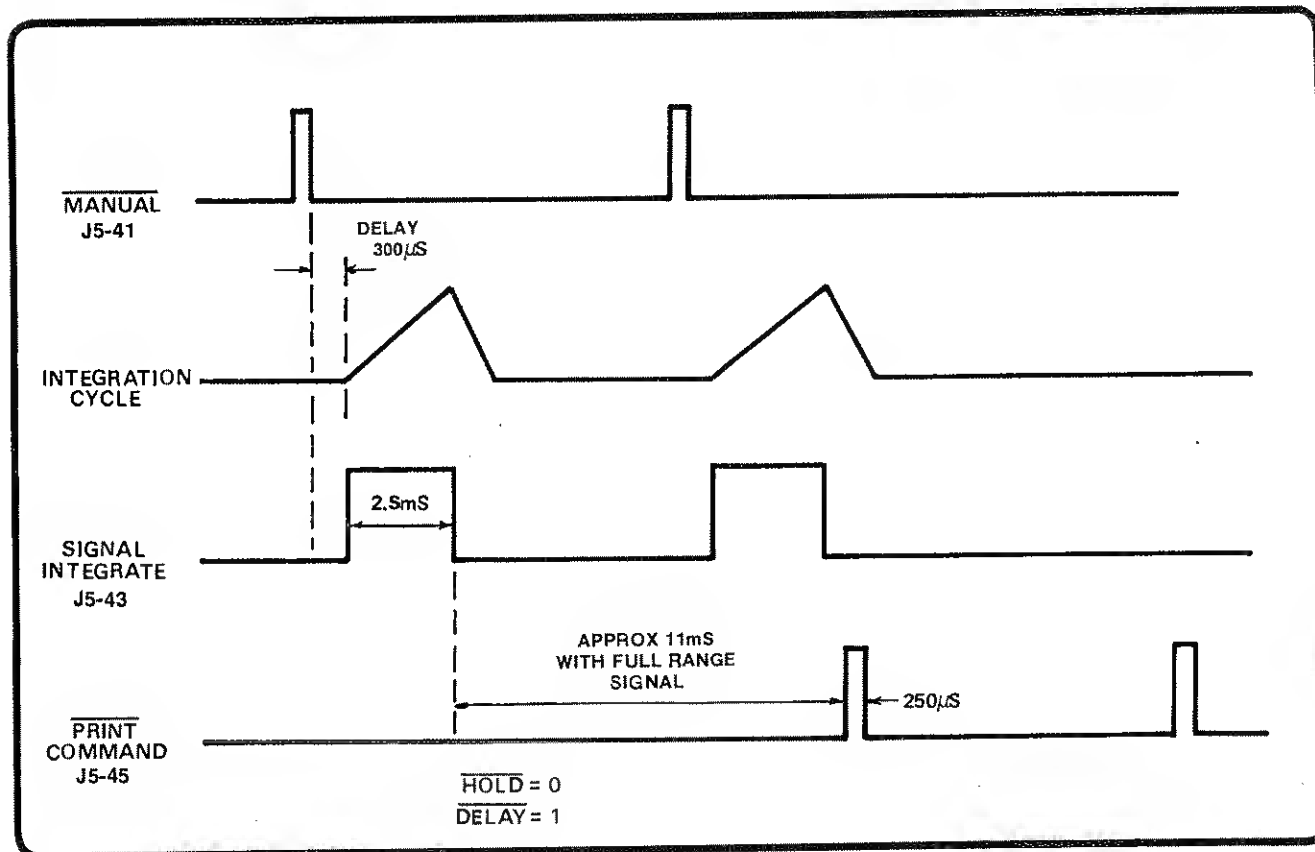 MANUAL
J5-41
DELAY
300µS
INTEGRATION
CYCLE
2.5mS
SIGNAL
INTEGRATE
J5-43
APPROX 11mS
WITH FULL RANGE
SIGNAL
250µS
PRINT
COMMAND
J5-45
HOLD = 0
DELAY = 1